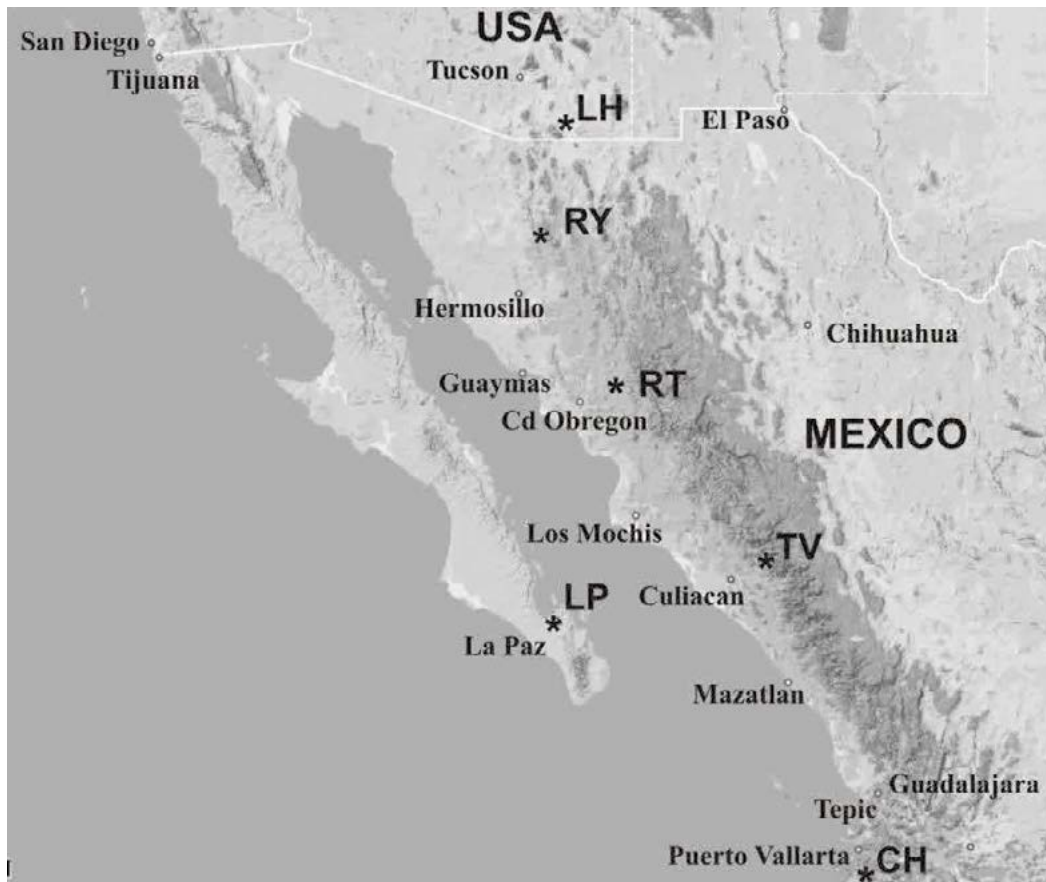 USA
San Diego
Tijuana
Tucson
*LH
El Paso
RY
*
Hermosillo
Chihuahua
Guaymas
* RT
Cd Obregon
MEXICO
Los Mochis
*TV
Culiacan
LP
*
La Paz
Mazatlan
Guadalajara
Tepic
Puerto Vallarta
*CH